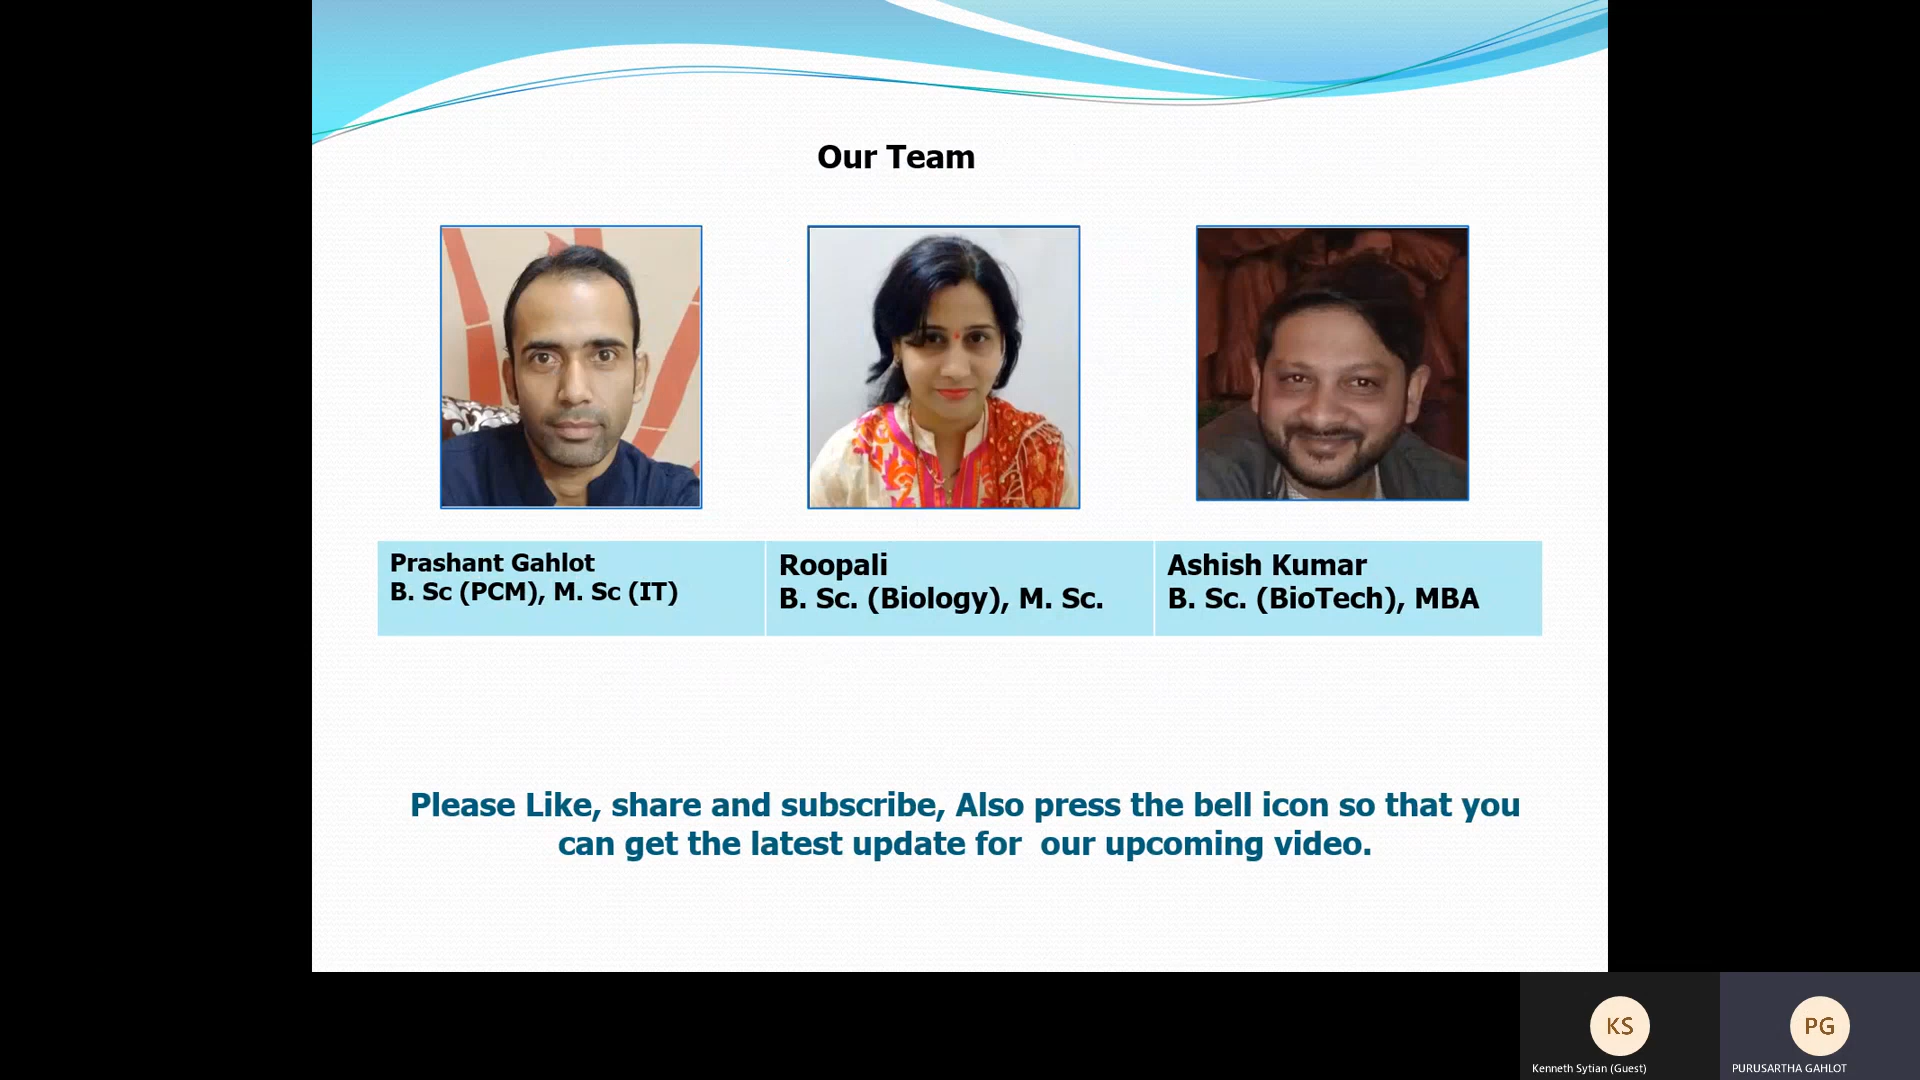 Our Team
Prashant Gahlot
B. Sc (PCM), M. Sc (IT)
Roopali
B. Sc. (Biology), M. Sc.
Ashish Kumar
B. Sc. (BioTech), MBA
Please Like, share and subscribe, Also press the bell icon so that you
can get the latest update for  our upcoming video.
KS
Kenneth Sytian (Guest)
PG
PURUSARTHA GAHLOT